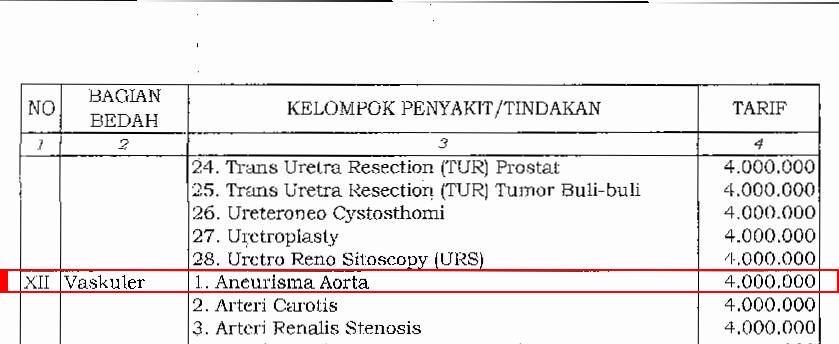 NO BAGIAN BEDAH KELOMPOK PENYAKIT/TINDAKAN TARIF
1 2 3 4
24. Trans Uretra Resection (TUR) Prostat 4.000.000
25. Trans Uretra Resection (TUR) Tumor Buli-buli 4.000.000
26. Ureteroneo Cystosthomi 4.000.000
27. Uretroplasty 4.000.000
28. Uretro Reno Sitoscopy (URS) 4.000.000
XII Vaskuler 1. Aneurisma Aorta 4.000.000
2. Arteri Carotis 4.000.000
3. Arteri Renalis Stenosis 4.000.000